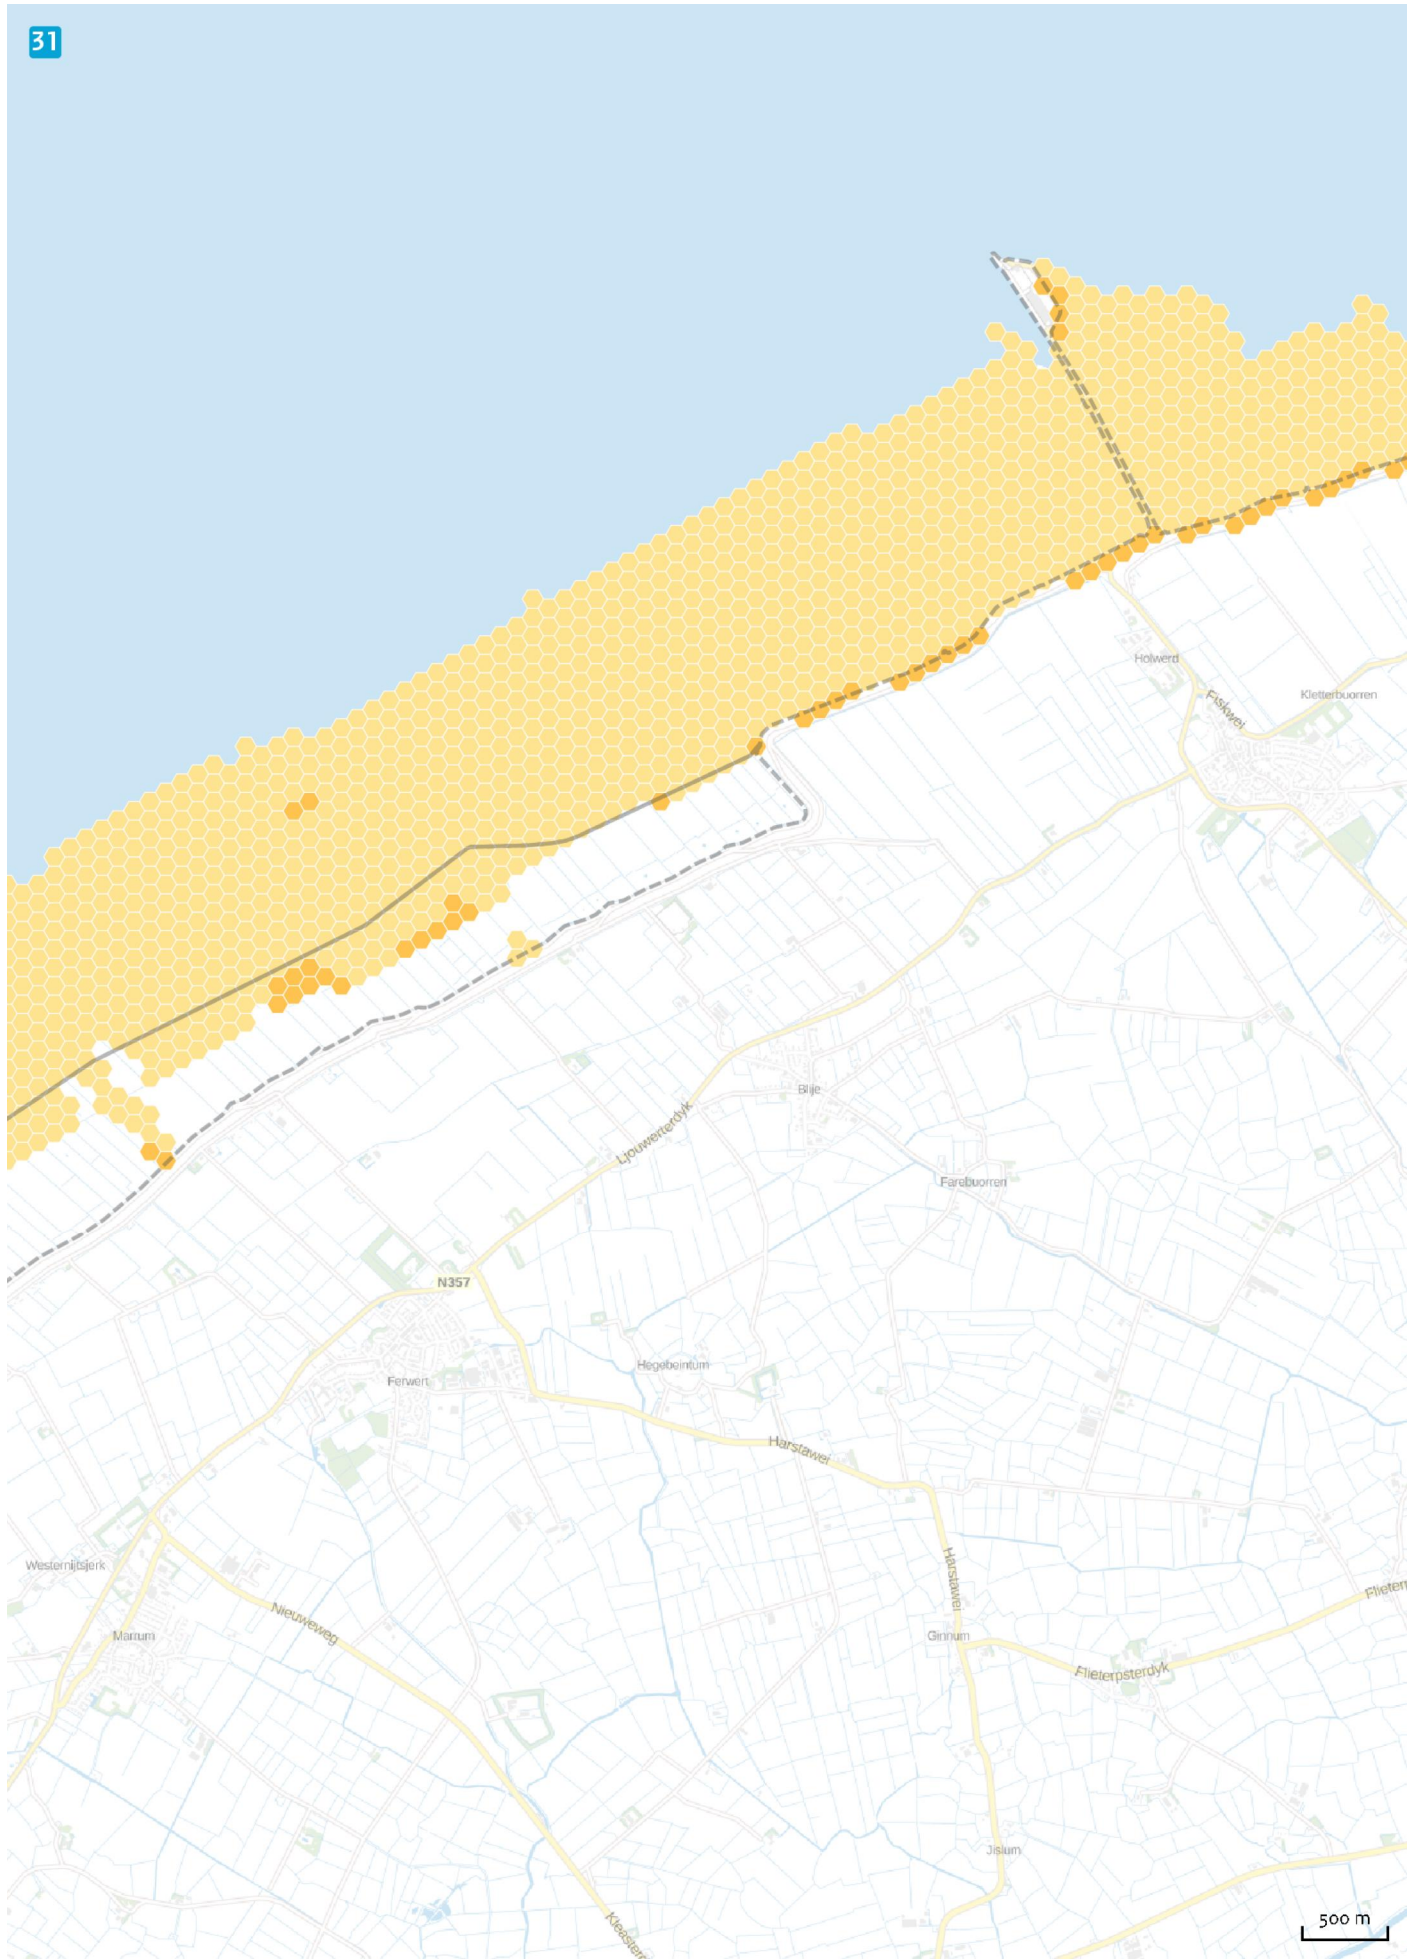 31
Holwerd
Kletterbuorren
Fiskwei
Blije
Ljouwerterdyk
Farebuorren
N357
Hegebeintum
Ferwert
Harstawei
Westernijtsjerk
Harstawei
Nieuweweg
Marrum
Ginnum
Flieterpsterdyk
Jislum
500 m